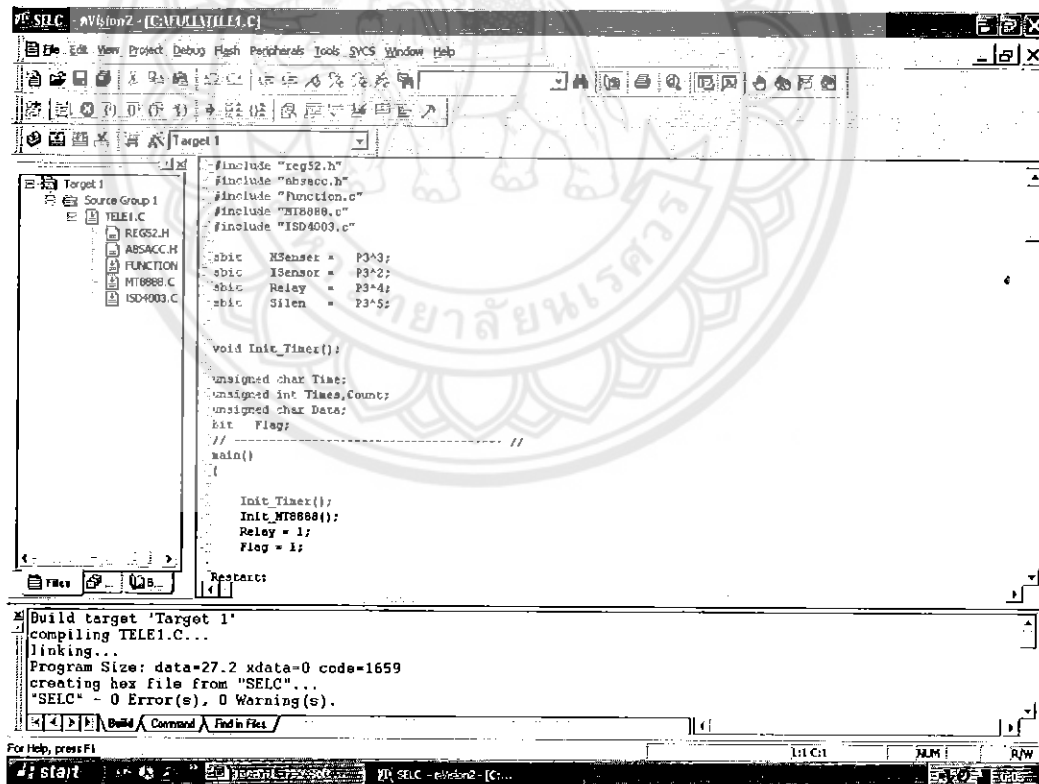 SELC - µVision2 - [C:\FULL\TELE1.C]
File Edit View Project Debug Flash Peripherals Tools SVCS Window Help
Target 1
Target 1
Source Group 1
TELE1.C
REG52.H
ABSACC.H
FUNCTION
MT8888.C
ISD4003.C
Files
B...
#include "reg52.h"
#include "absacc.h"
#include "function.c"
#include "MT8888.c"
#include "ISD4003.c"
sbit MSenser = P3^3;
sbit ISensor = P3^2;
sbit Relay = P3^4;
sbit Silen = P3^5;
void Init_Timer();
unsigned char Time;
unsigned int Times,Count;
unsigned char Data;
bit Flag;
// ------------------------------------- //
main()
{
Init_Timer();
Init_MT8888();
Relay = 1;
Flag = 1;
Restart:
Build target 'Target 1'
compiling TELE1.C...
linking...
Program Size: data=27.2 xdata=0 code=1659
creating hex file from "SELC"...
"SELC" - 0 Error(s), 0 Warning(s).
Build Command Find in Files
For Help, press F1
L:1 C:1 NUM R/W
start SELC - µVision2 - [C:...